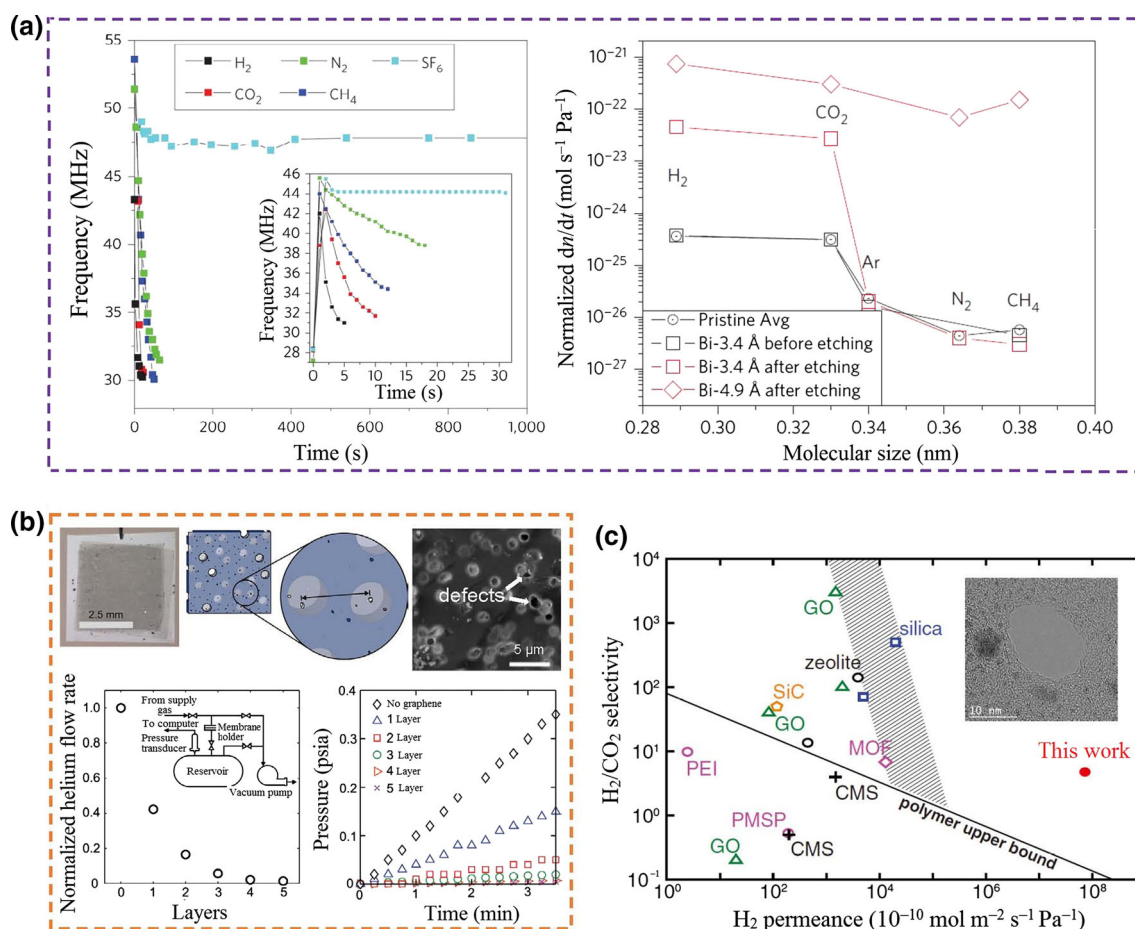 (a)
Frequency (MHz)
55
50
45
40
35
30
H₂
N₂
SF₆
CO₂
CH₄
Frequency (MHz)
46
44
42
40
38
36
34
32
30
28
0 5 10 15 20 25 30
Time (s)
0 200 400 600 800 1,000
Time (s)
Normalized dn/dt (mol s⁻¹ Pa⁻¹)
10⁻²¹
10⁻²²
10⁻²³
10⁻²⁴
10⁻²⁵
10⁻²⁶
10⁻²⁷
H₂
CO₂
Ar
N₂
CH₄
Pristine Avg
Bi-3.4 Å before etching
Bi-3.4 Å after etching
Bi-4.9 Å after etching
0.28 0.30 0.32 0.34 0.36 0.38 0.40
Molecular size (nm)
(b)
2.5 mm
defects
5 μm
Normalized helium flow rate
1.0
0.8
0.6
0.4
0.2
0
From supply
gas
To computer
Pressure
transducer
Membrane
holder
Reservoir
Vacuum pump
0 1 2 3 4 5
Layers
Pressure (psia)
0.4
0.3
0.2
0.1
0
No graphene
1 Layer
2 Layer
3 Layer
4 Layer
5 Layer
0 1 2 3
Time (min)
(c)
H₂/CO₂ selectivity
10⁴
10³
10²
10¹
10⁰
10⁻¹
GO
silica
zeolite
SiC
GO
MOF
PEI
CMS
PMSP
CMS
GO
polymer upper bound
10 nm
This work
10⁰ 10² 10⁴ 10⁶ 10⁸
H₂ permeance (10⁻¹⁰ mol m⁻² s⁻¹ Pa⁻¹)